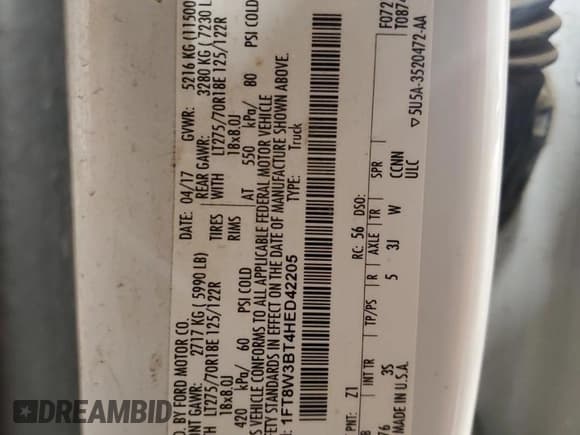 D. BY FORD MOTOR CO.
DATE: 04/17 GVWR: 5216 KG (11500
FRONT GAWR: 2717 KG (5990 LB) REAR GAWR: 3280 KG (7230 L
WITH LT275/70R18E 125/122R TIRES WITH LT275/70R18E 125/122R
18x8.0J RIMS 18x8.0J
420 kPa/ 60 PSI COLD AT 550 kPa/ 80 PSI COLD
S VEHICLE CONFORMS TO ALL APPLICABLE FEDERAL MOTOR VEHICLE
FETY STANDARDS IN EFFECT ON THE DATE OF MANUFACTURE SHOWN ABOVE.
1FT8W3BT4HED42205 TYPE: Truck
F072
T0874
PNT: Z1 RC: 56 DSO:
INT TR TP/PS R AXLE TR SPR
3S 5 3J W CCNN
ULC
MADE IN U.S.A.
▽5U5A-3520472-AA
DREAMBID